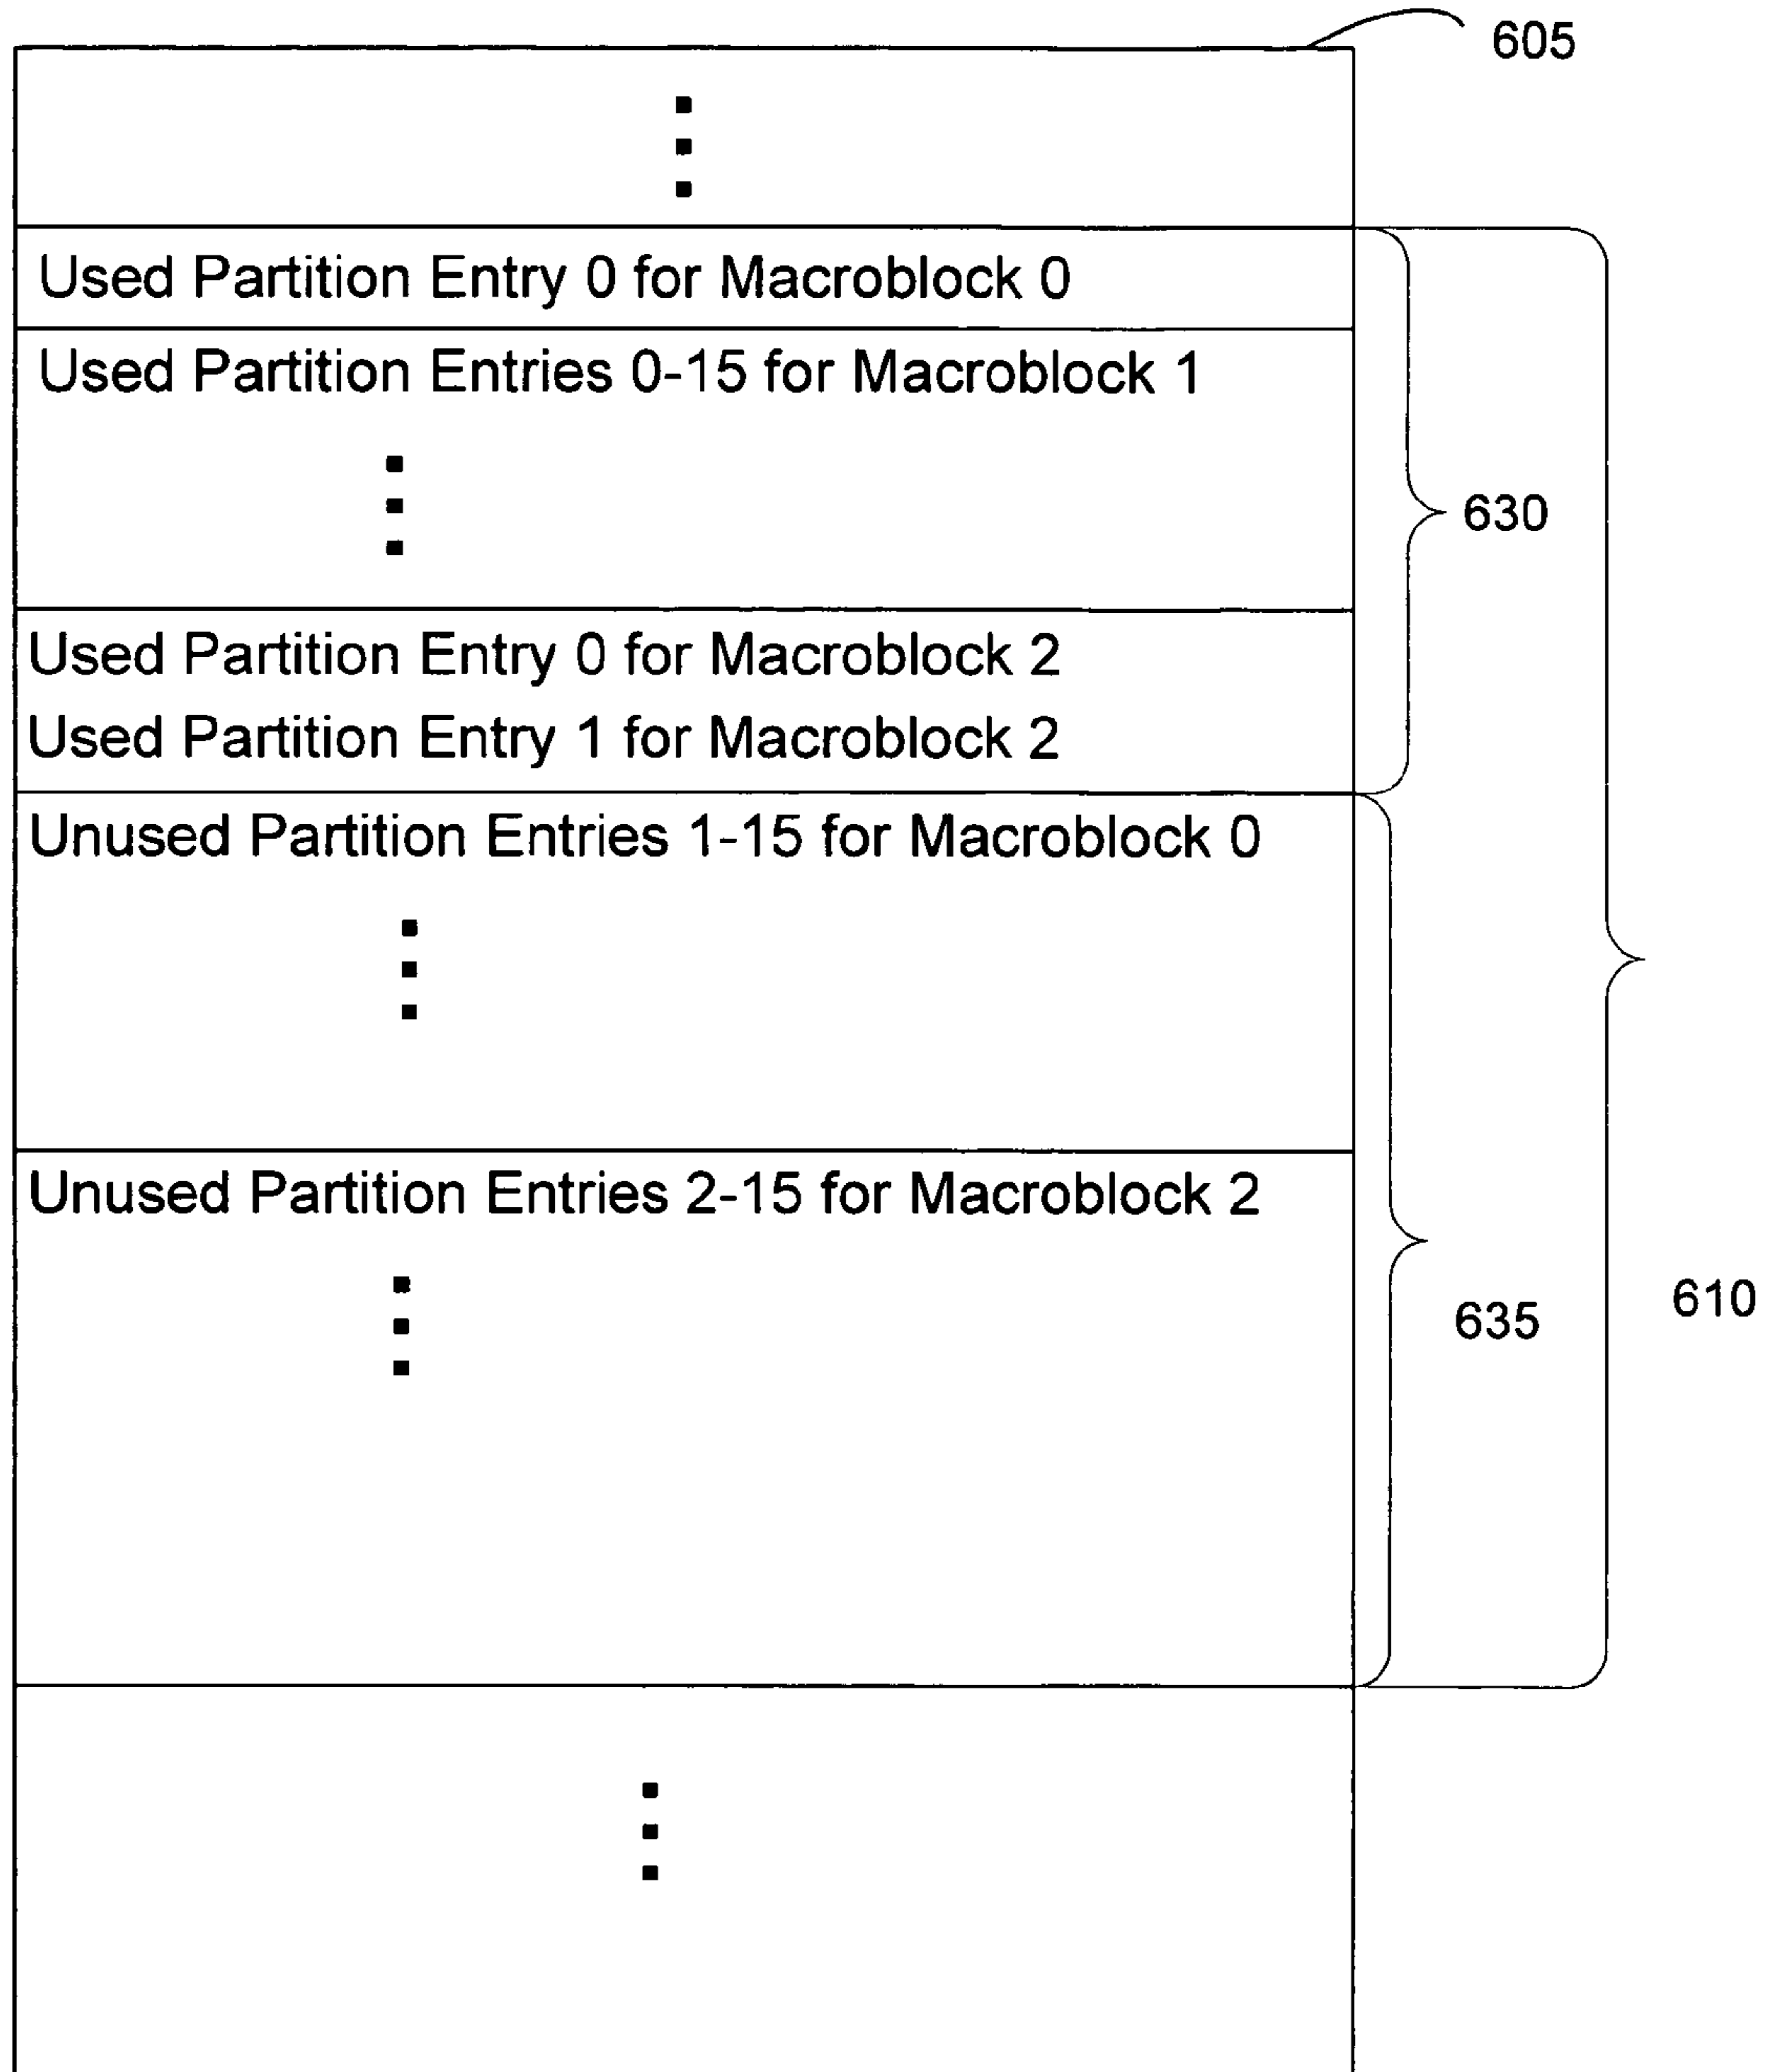 605
Used Partition Entry 0 for Macroblock 0
Used Partition Entries 0-15 for Macroblock 1
630
Used Partition Entry 0 for Macroblock 2
Used Partition Entry 1 for Macroblock 2
Unused Partition Entries 1-15 for Macroblock 0
Unused Partition Entries 2-15 for Macroblock 2
635
610